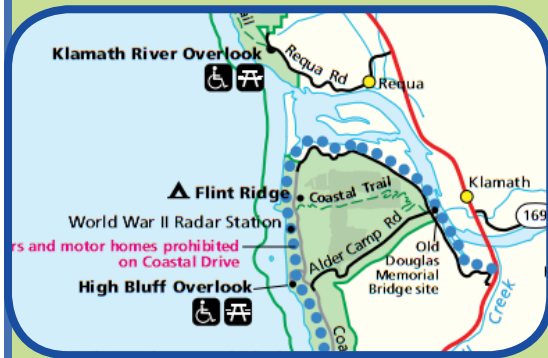 Klamath River Overlook
Requa Rd
Requa
Flint Ridge
Coastal Trail
Klamath
169
World War II Radar Station
rs and motor homes prohibited
on Coastal Drive
Alder Camp Rd
Old
Douglas
Memorial
Bridge site
High Bluff Overlook
Creek
Coa